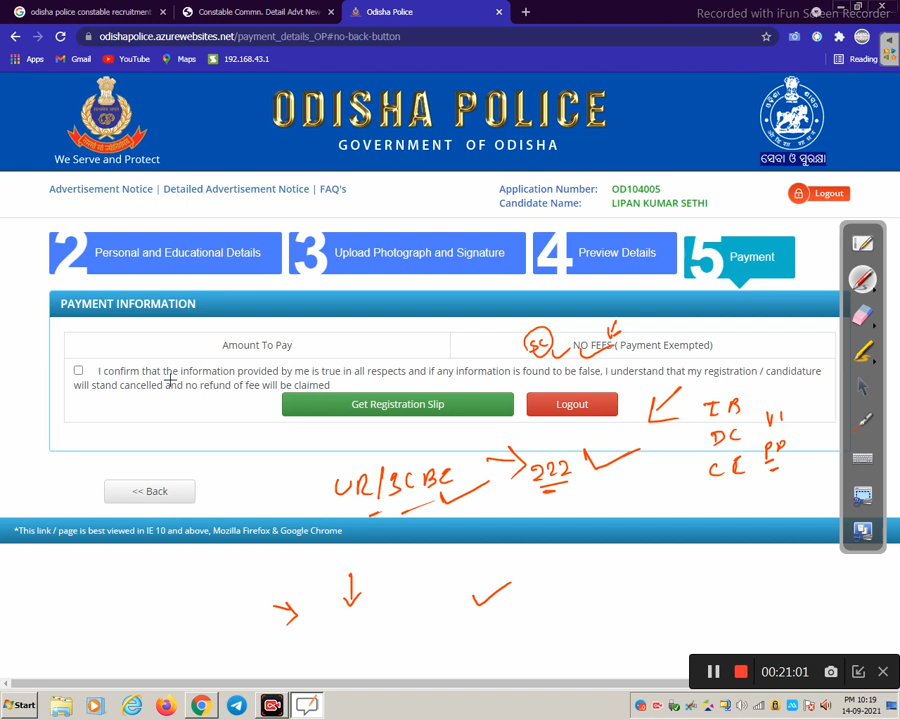 odisha police constable recruitment
Constable Commn. Detail Advt New
Odisha Police
Recorded with iFun Screen Recorder
odishapolice.azurewebsites.net/payment_details_OP#no-back-button
Apps
Gmail
YouTube
Maps
192.168.43.1
Reading
ODISHA POLICE
GOVERNMENT OF ODISHA
We Serve and Protect
ସେବା ଓ ସୁରକ୍ଷା
Advertisement Notice | Detailed Advertisement Notice | FAQ's
Application Number: OD104005
Candidate Name: LIPAN KUMAR SETHI
Logout
2 Personal and Educational Details
3 Upload Photograph and Signature
4 Preview Details
5 Payment
PAYMENT INFORMATION
Amount To Pay
SC
NO FEES ( Payment Exempted)
I confirm that the information provided by me is true in all respects and if any information is found to be false, I understand that my registration / candidature
will stand cancelled and no refund of fee will be claimed
Get Registration Slip
Logout
DC
PP
UR/SCBC
222
<< Back
*This link / page is best viewed in IE 10 and above, Mozilla Firefox & Google Chrome
00:21:01
Start
PM 10:19
14-09-2021